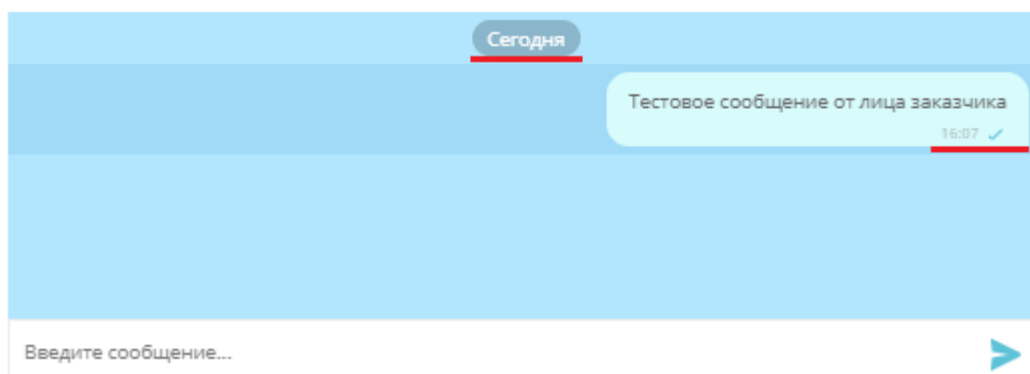 Сегодня
Тестовое сообщение от лица заказчика
16:07
Введите сообщение...